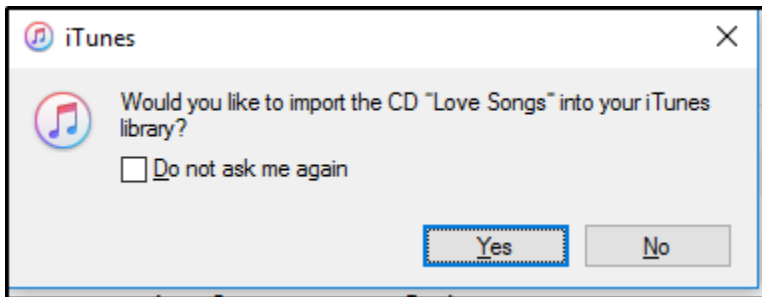 iTunes
Would you like to import the CD "Love Songs" into your iTunes
library?
Do not ask me again
Yes
No